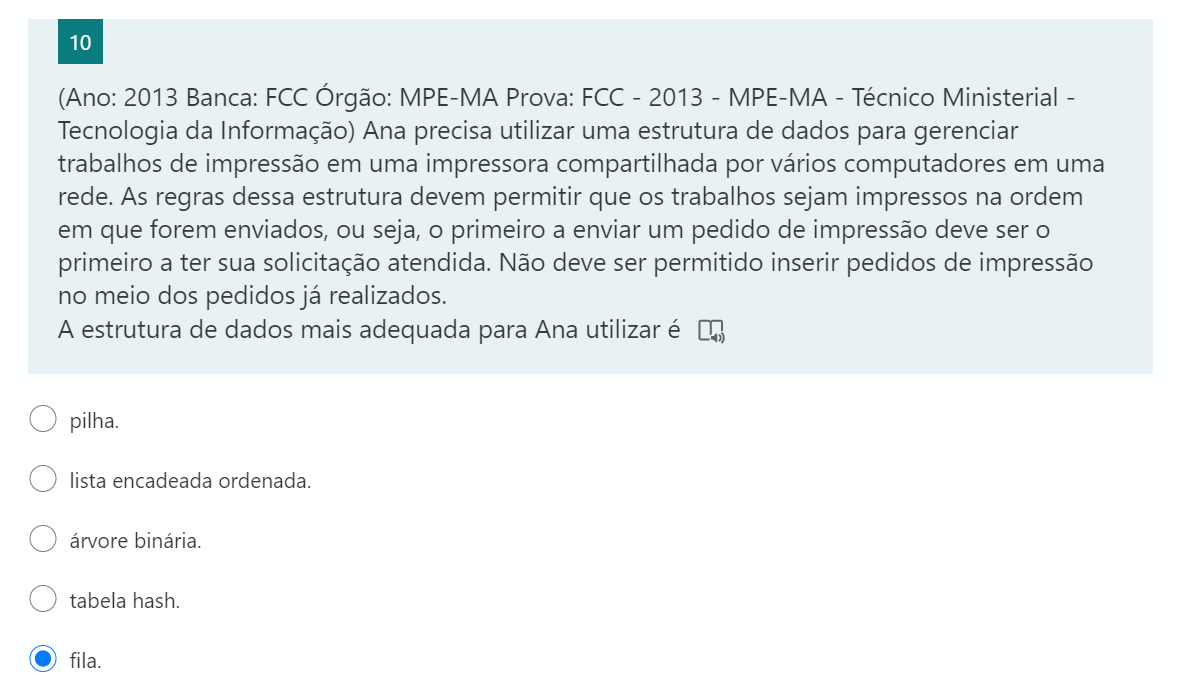 10
(Ano: 2013 Banca: FCC Órgão: MPE-MA Prova: FCC - 2013 - MPE-MA - Técnico Ministerial -
Tecnologia da Informação) Ana precisa utilizar uma estrutura de dados para gerenciar
trabalhos de impressão em uma impressora compartilhada por vários computadores em uma
rede. As regras dessa estrutura devem permitir que os trabalhos sejam impressos na ordem
em que forem enviados, ou seja, o primeiro a enviar um pedido de impressão deve ser o
primeiro a ter sua solicitação atendida. Não deve ser permitido inserir pedidos de impressão
no meio dos pedidos já realizados.
A estrutura de dados mais adequada para Ana utilizar é
pilha.
lista encadeada ordenada.
árvore binária.
tabela hash.
fila.